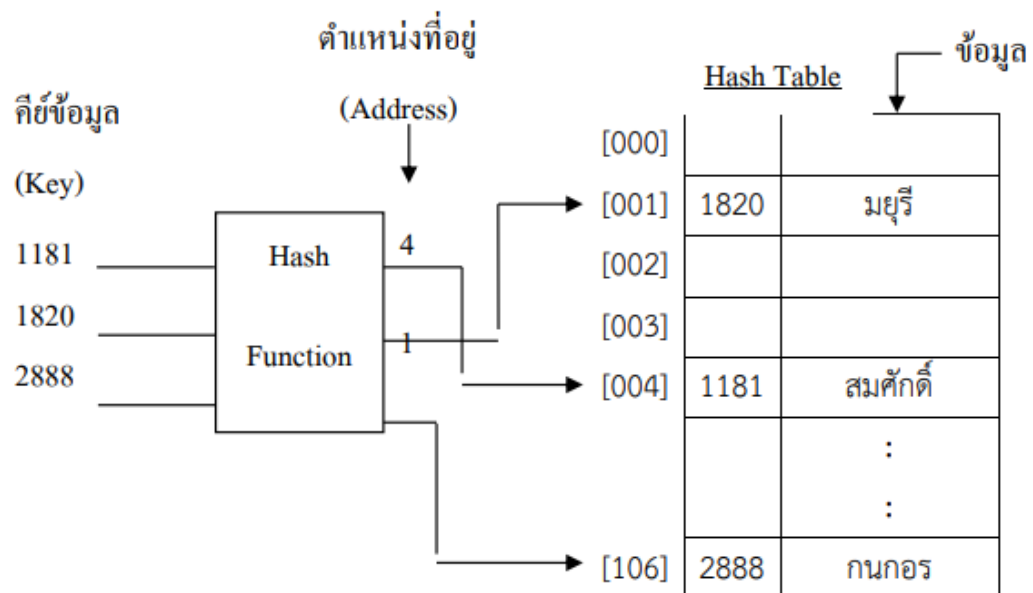 ตำแหน่งที่อยู่
(Address)
คีย์ข้อมูล
(Key)
1181
1820
2888
Hash
Function
4
1
Hash Table
ข้อมูล
[000]
[001] 1820 มยุรี
[002]
[003]
[004] 1181 สมศักดิ์
:
:
[106] 2888 กนกอร